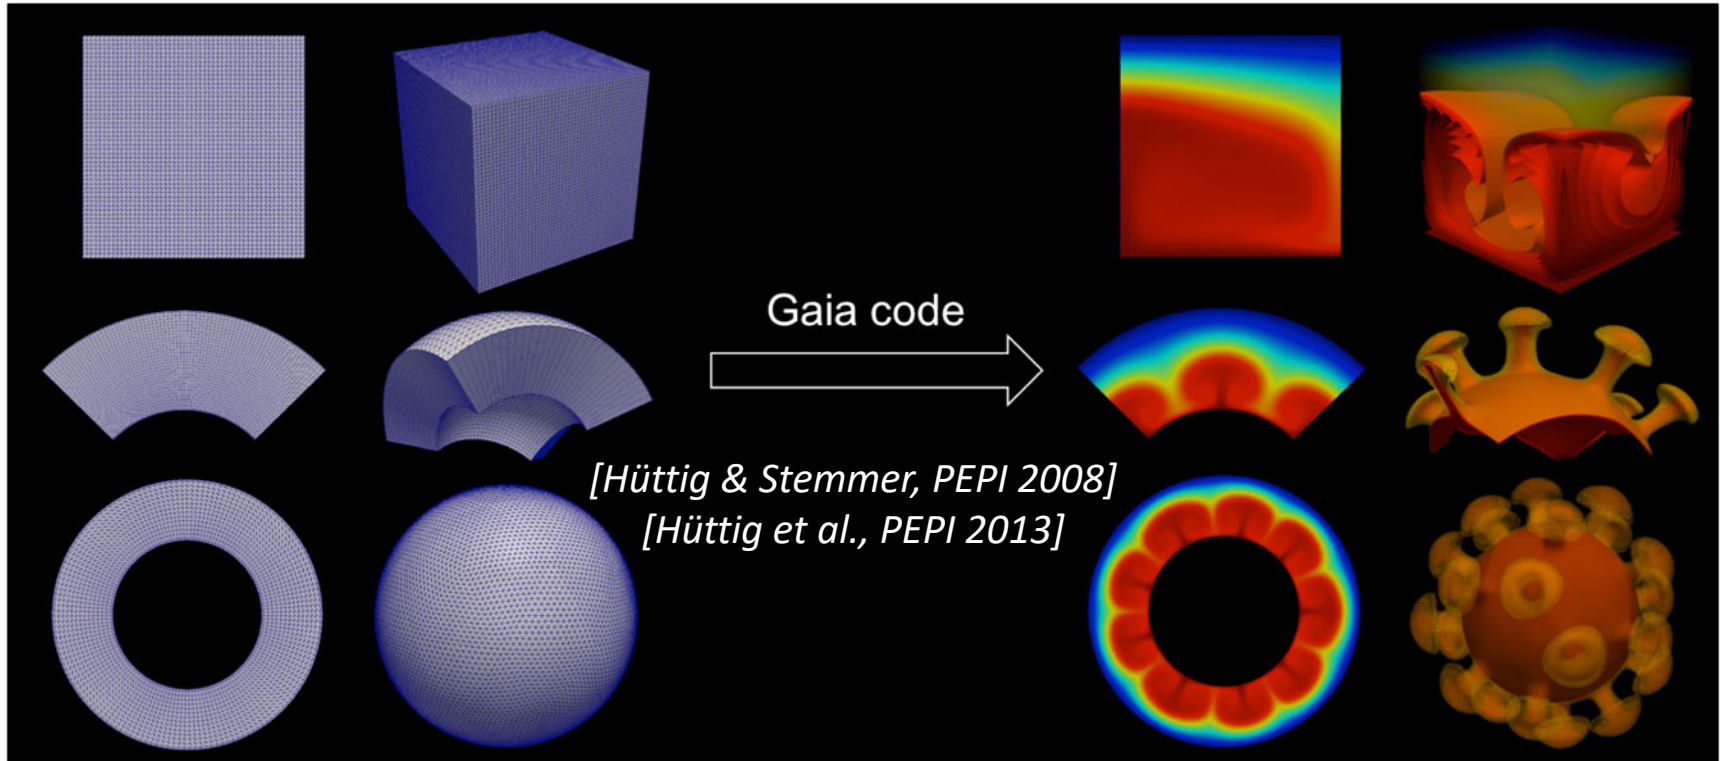 Gaia code
[Hüttig & Stemmer, PEPI 2008]
[Hüttig et al., PEPI 2013]